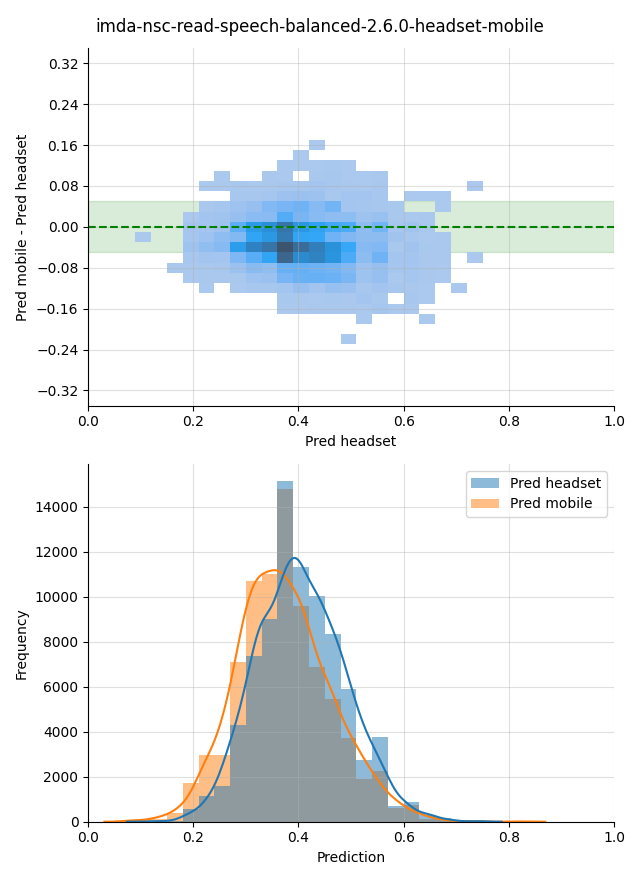 imda-nsc-read-speech-balanced-2.6.0-headset-mobile
0.32
0.24
0.16
0.08
0.00
−0.08
−0.16
−0.24
−0.32
Pred mobile - Pred headset
0.0 0.2 0.4 0.6 0.8 1.0
Pred headset
14000
12000
10000
8000
6000
4000
2000
0
Frequency
Pred headset
Pred mobile
0.0 0.2 0.4 0.6 0.8 1.0
Prediction